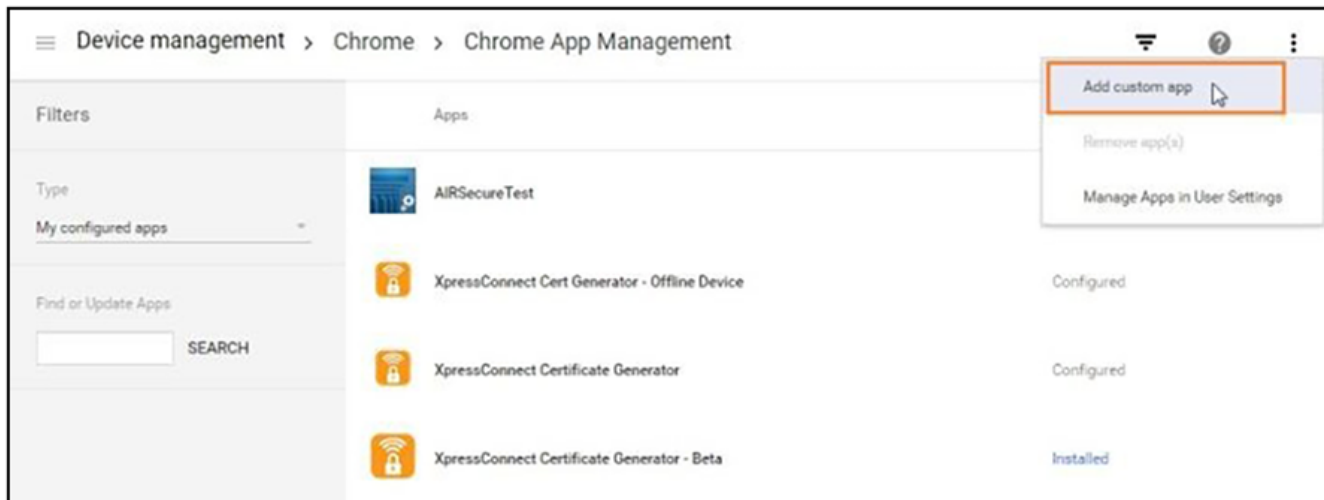 Device management > Chrome > Chrome App Management
Add custom app
Remove app(s)
Manage Apps in User Settings
Filters
Type
My configured apps
Find or Update Apps
SEARCH
Apps
AIRSecureTest
XpressConnect Cert Generator - Offline Device Configured
XpressConnect Certificate Generator Configured
XpressConnect Certificate Generator - Beta Installed